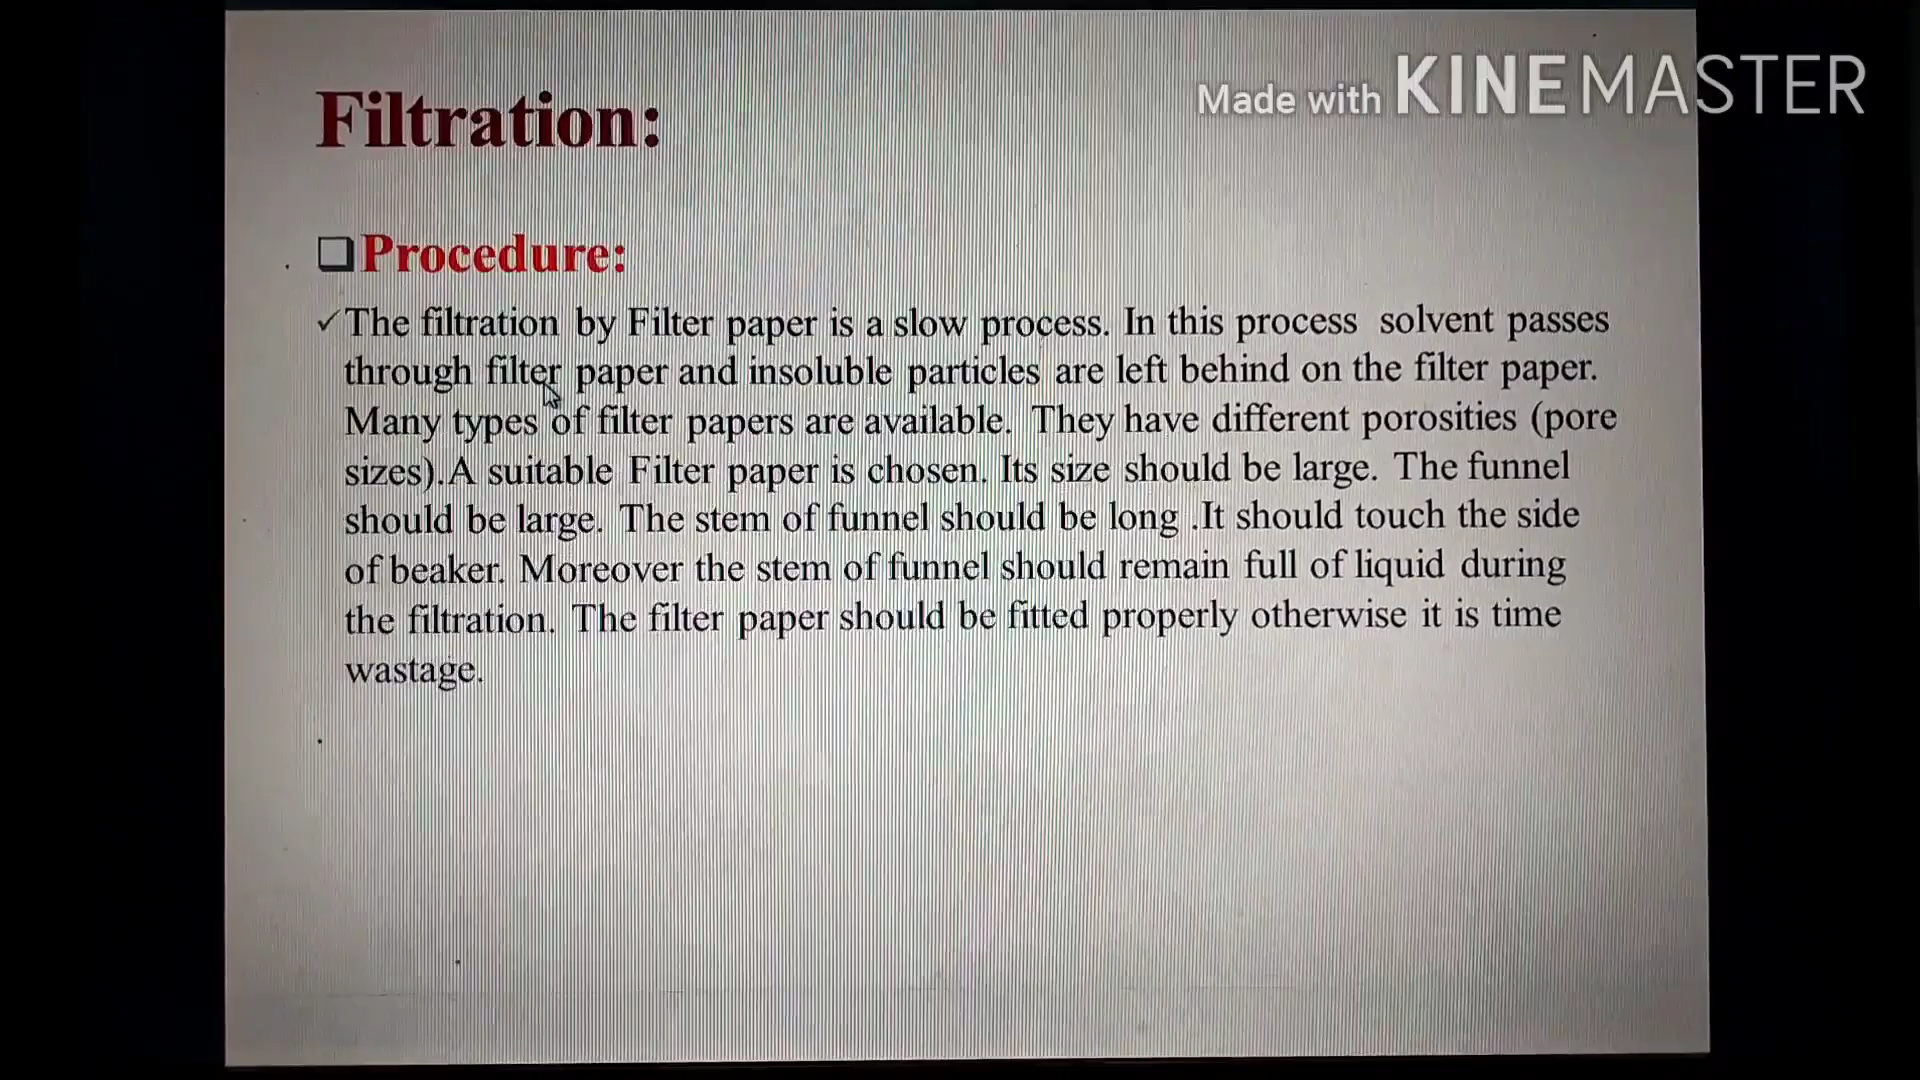 Made with KINEMASTER
Filtration:
Procedure:
✓The filtration by Filter paper is a slow process. In this process solvent passes
through filter paper and insoluble particles are left behind on the filter paper.
Many types of filter papers are available. They have different porosities (pore
sizes).A suitable Filter paper is chosen. Its size should be large. The funnel
should be large. The stem of funnel should be long .It should touch the side
of beaker. Moreover the stem of funnel should remain full of liquid during
the filtration. The filter paper should be fitted properly otherwise it is time
wastage.